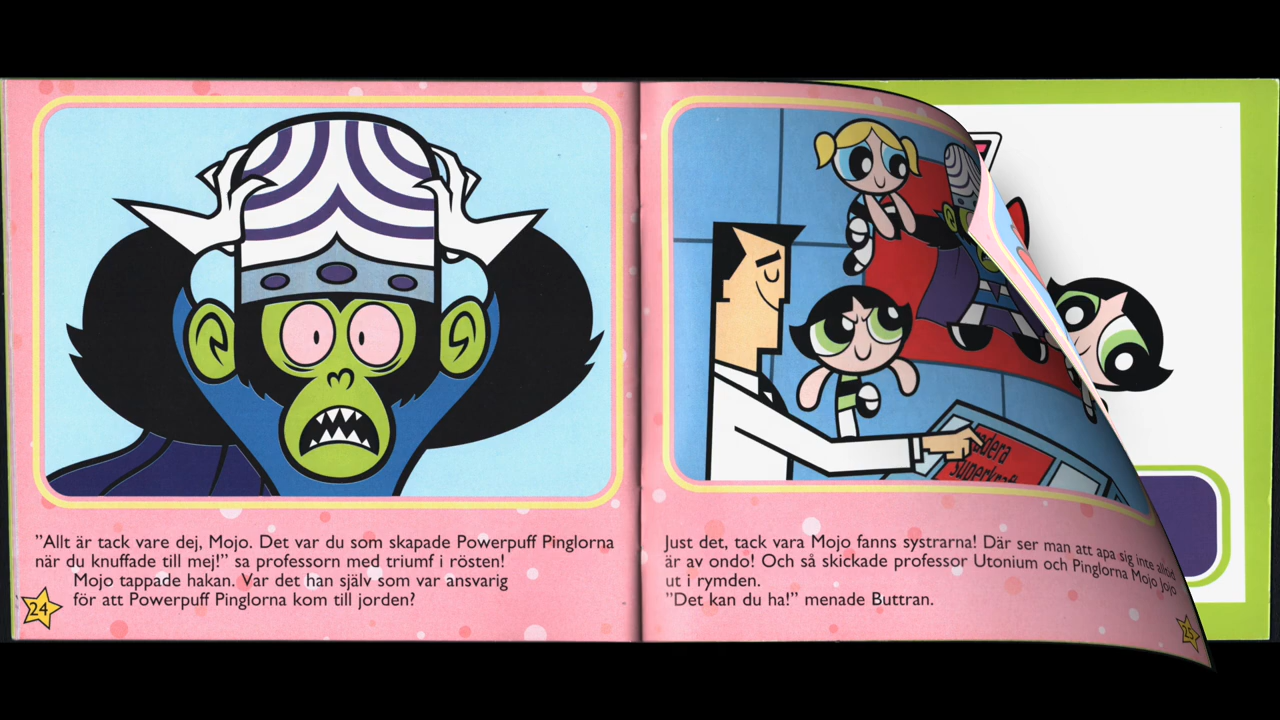 ”Allt är tack vare dej, Mojo. Det var du som skapade Powerpuff Pinglorna
när du knuffade till mej!” sa professorn med triumf i rösten!
Mojo tappade hakan. Var det han själv som var ansvarig
för att Powerpuff Pinglorna kom till jorden?
24
superkraft
Just det, tack vara Mojo fanns systrarna! Där ser man att apa sig inte alltid
är av ondo! Och så skickade professor Utonium och Pinglorna Mojo Jojo
ut i rymden.
”Det kan du ha!” menade Buttran.
25